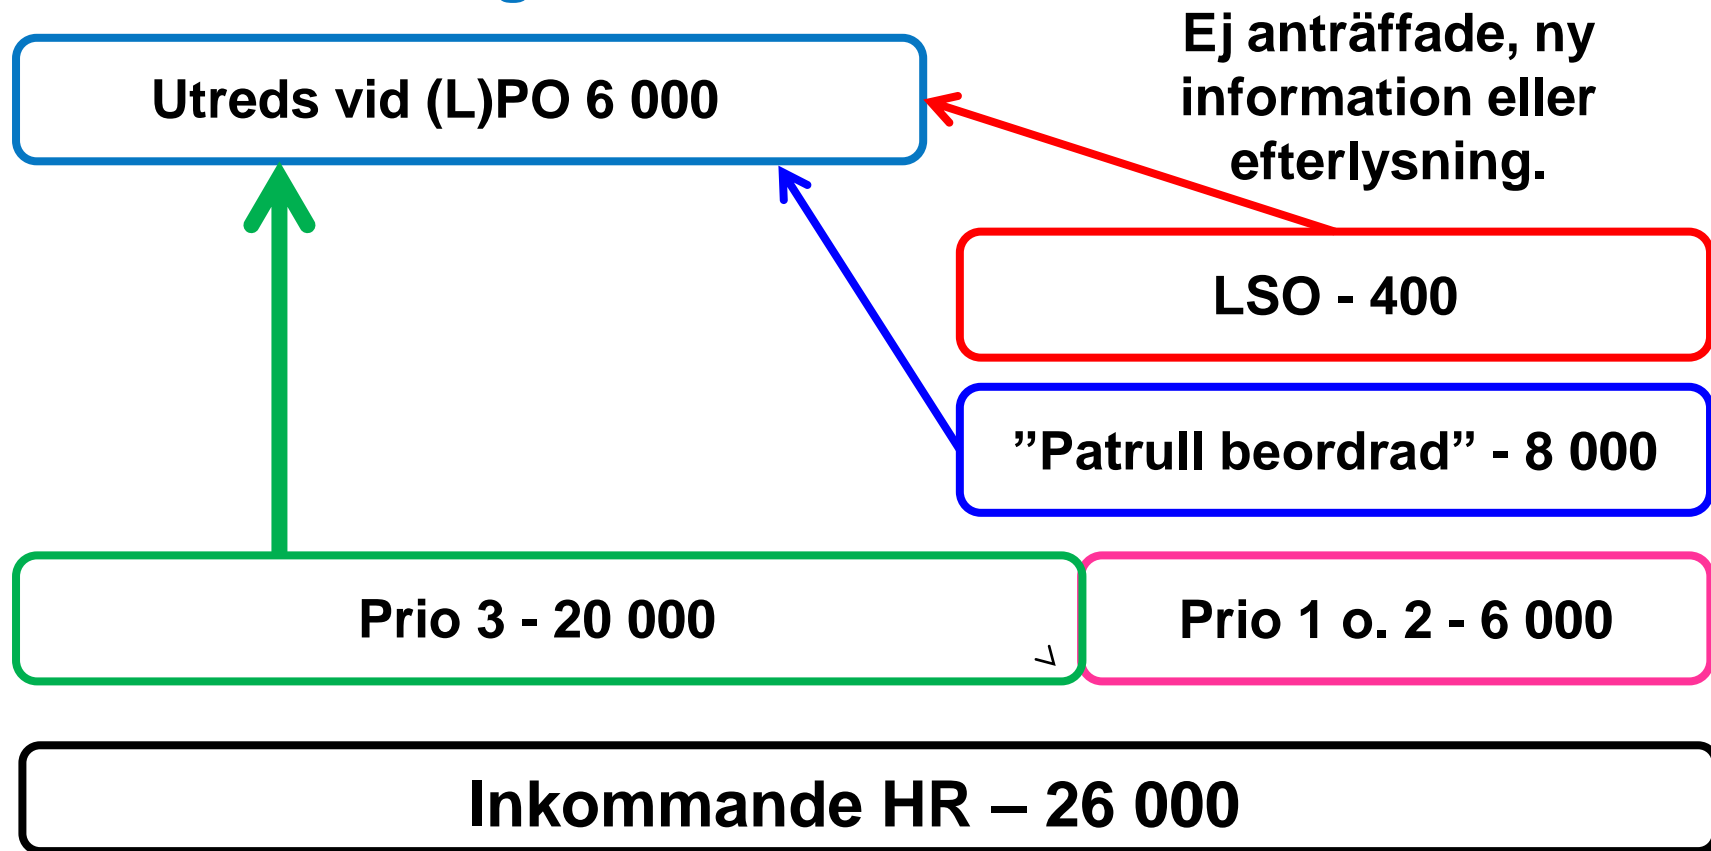 Ej anträffade, ny
information eller
efterlysning.
Utreds vid (L)PO 6 000
LSO - 400
”Patrull beordrad” - 8 000
Prio 3 - 20 000
Prio 1 o. 2 - 6 000
Inkommande HR – 26 000